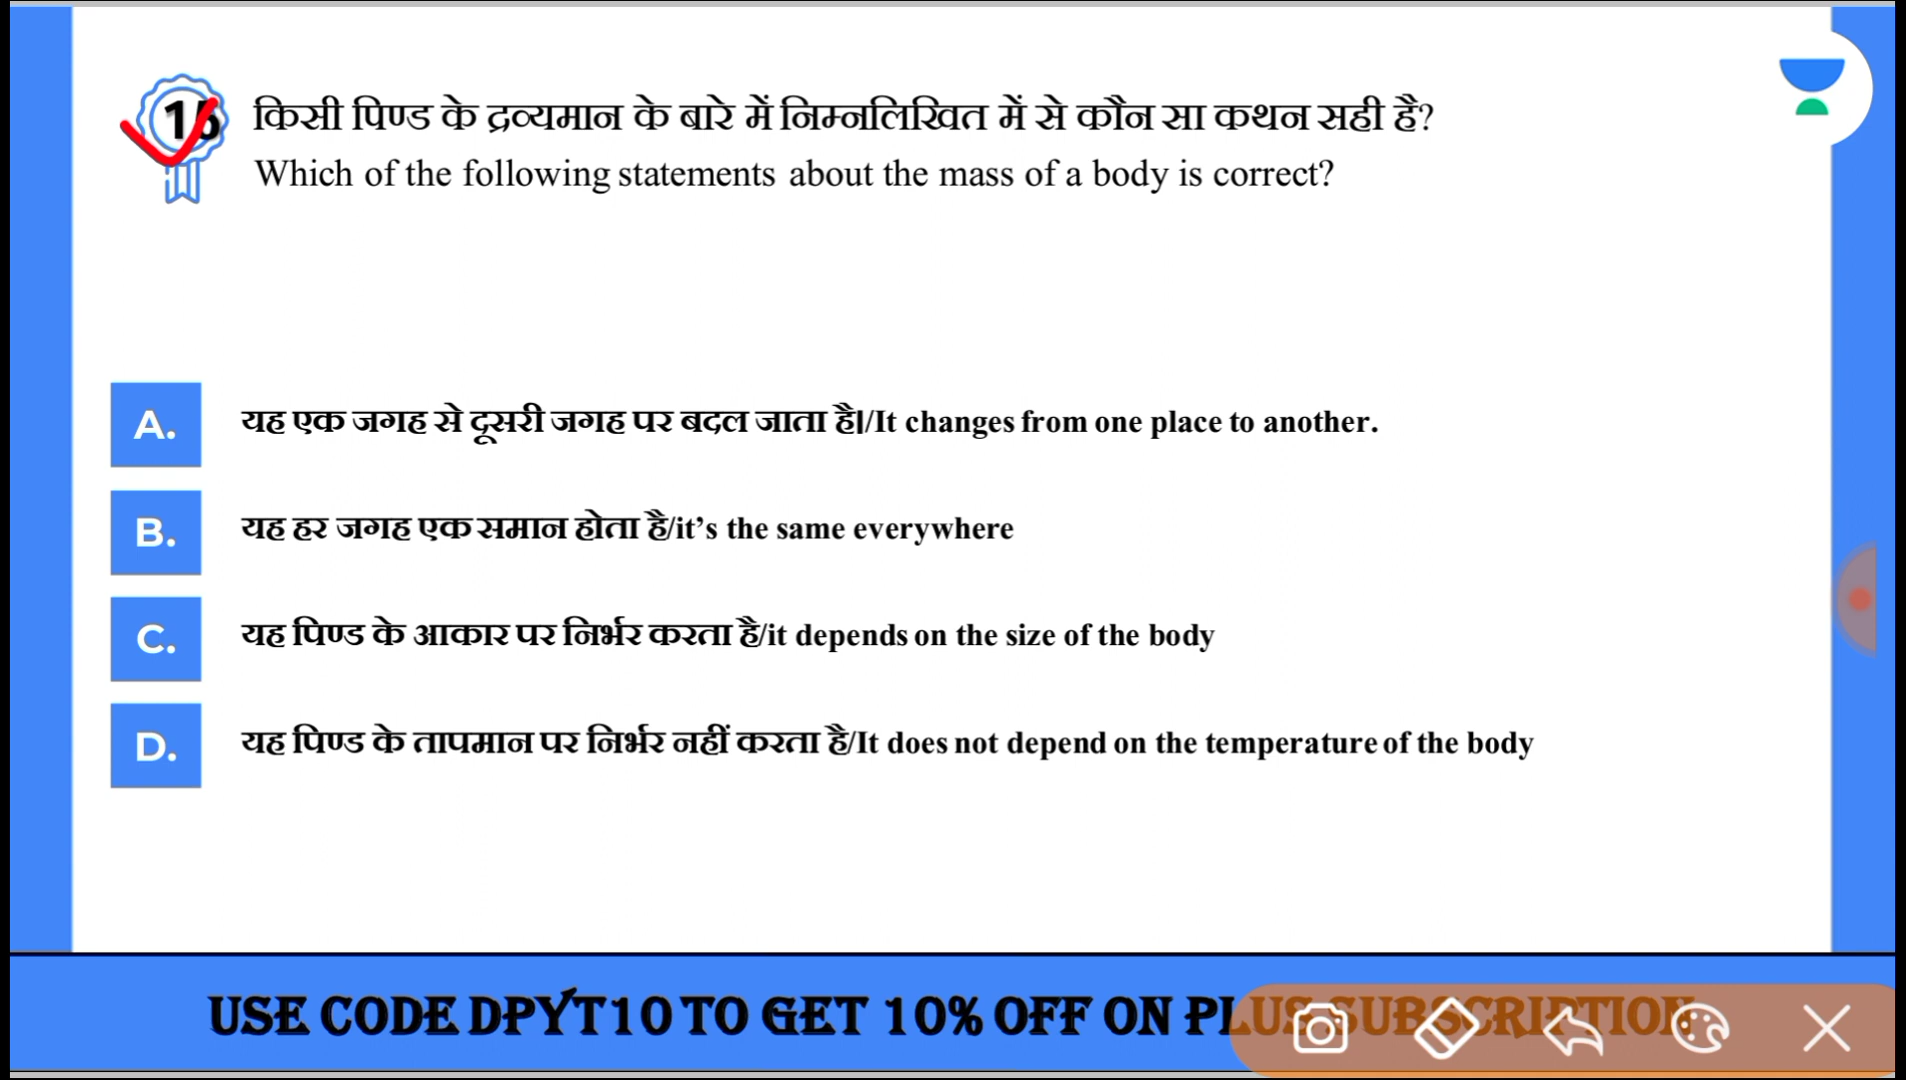 15
किसी पिण्ड के द्रव्यमान के बारे में निम्नलिखित में से कौन सा कथन सही है?
Which of the following statements about the mass of a body is correct?
A. यह एक जगह से दूसरी जगह पर बदल जाता है।/It changes from one place to another.
B. यह हर जगह एक समान होता है/it’s the same everywhere
C. यह पिण्ड के आकार पर निर्भर करता है/it depends on the size of the body
D. यह पिण्ड के तापमान पर निर्भर नहीं करता है/It does not depend on the temperature of the body
USE CODE DPYT10 TO GET 10% OFF ON PLUS SUBSCRIPTION